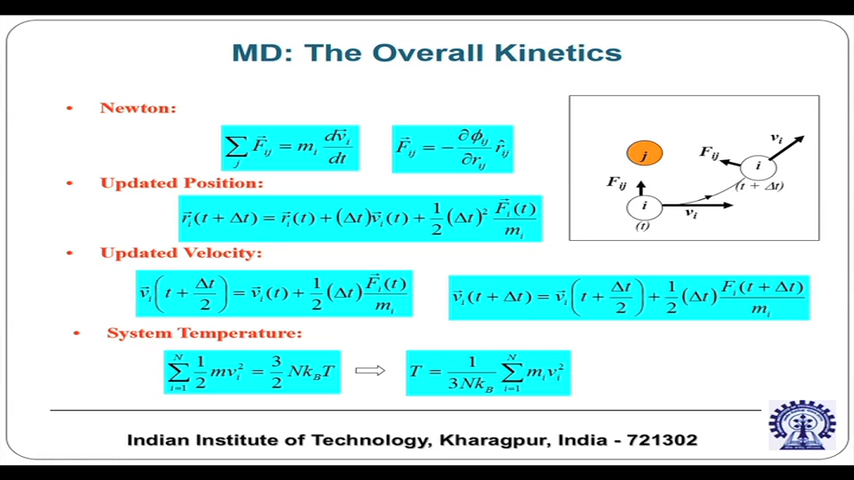 MD: The Overall Kinetics
• Newton:
∑_j F⃗_ij = m_i dv⃗_i/dt
F⃗_ij = −∂ϕ_ij/∂r_ij r̂_ij
• Updated Position:
r⃗_i(t + Δt) = r⃗_i(t) + (Δt)v⃗_i(t) + 1/2 (Δt)² F⃗_i(t)/m_i
• Updated Velocity:
v⃗_i(t + Δt/2) = v⃗_i(t) + 1/2 (Δt) F⃗_i(t)/m_i
v⃗_i(t + Δt) = v⃗_i(t + Δt/2) + 1/2 (Δt) F_i(t + Δt)/m_i
• System Temperature:
∑_{i=1}^{N} 1/2 mv_i² = 3/2 Nk_BT ⇒ T = 1/(3Nk_B) ∑_{i=1}^{N} m_i v_i²
j
F_ij
i
v_i
(t)
F_ij
i
v_i
(t + Δt)
Indian Institute of Technology, Kharagpur, India - 721302